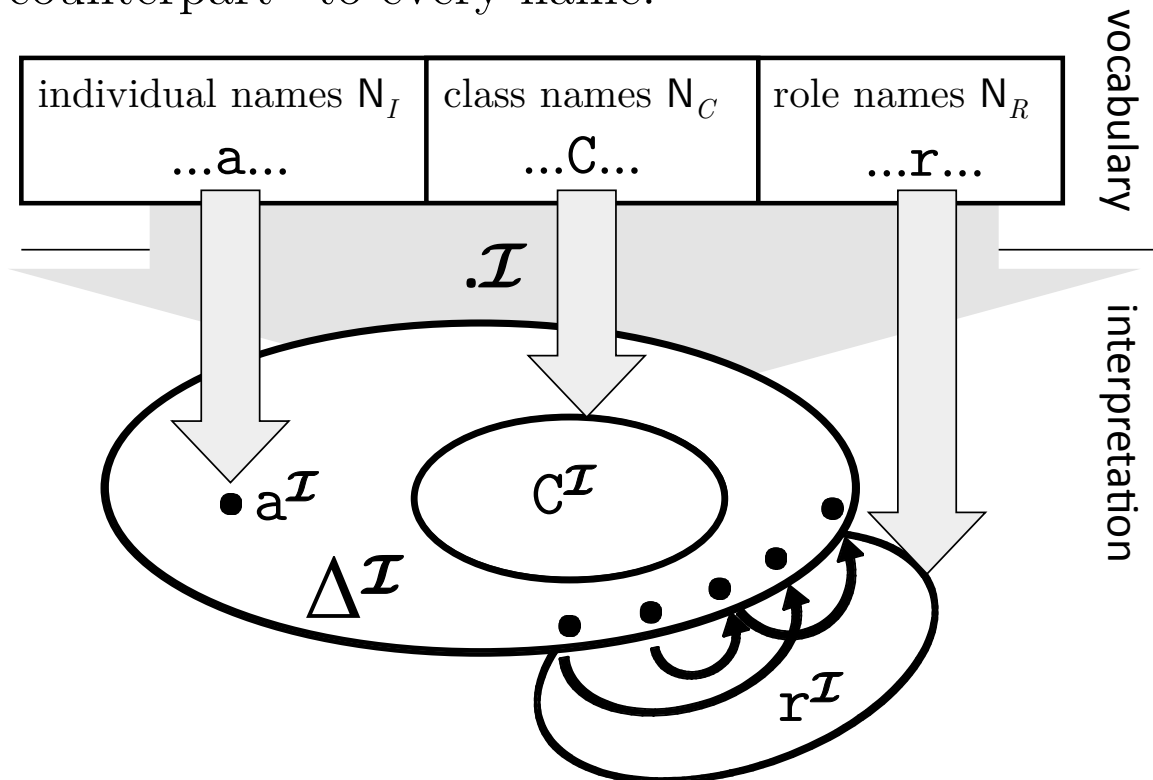 counterpart to every name.
individual names N_I class names N_C role names N_R
...a... ...C... ...r...
vocabulary
.ℐ
interpretation
a^ℐ
C^ℐ
Δ^ℐ
r^ℐ